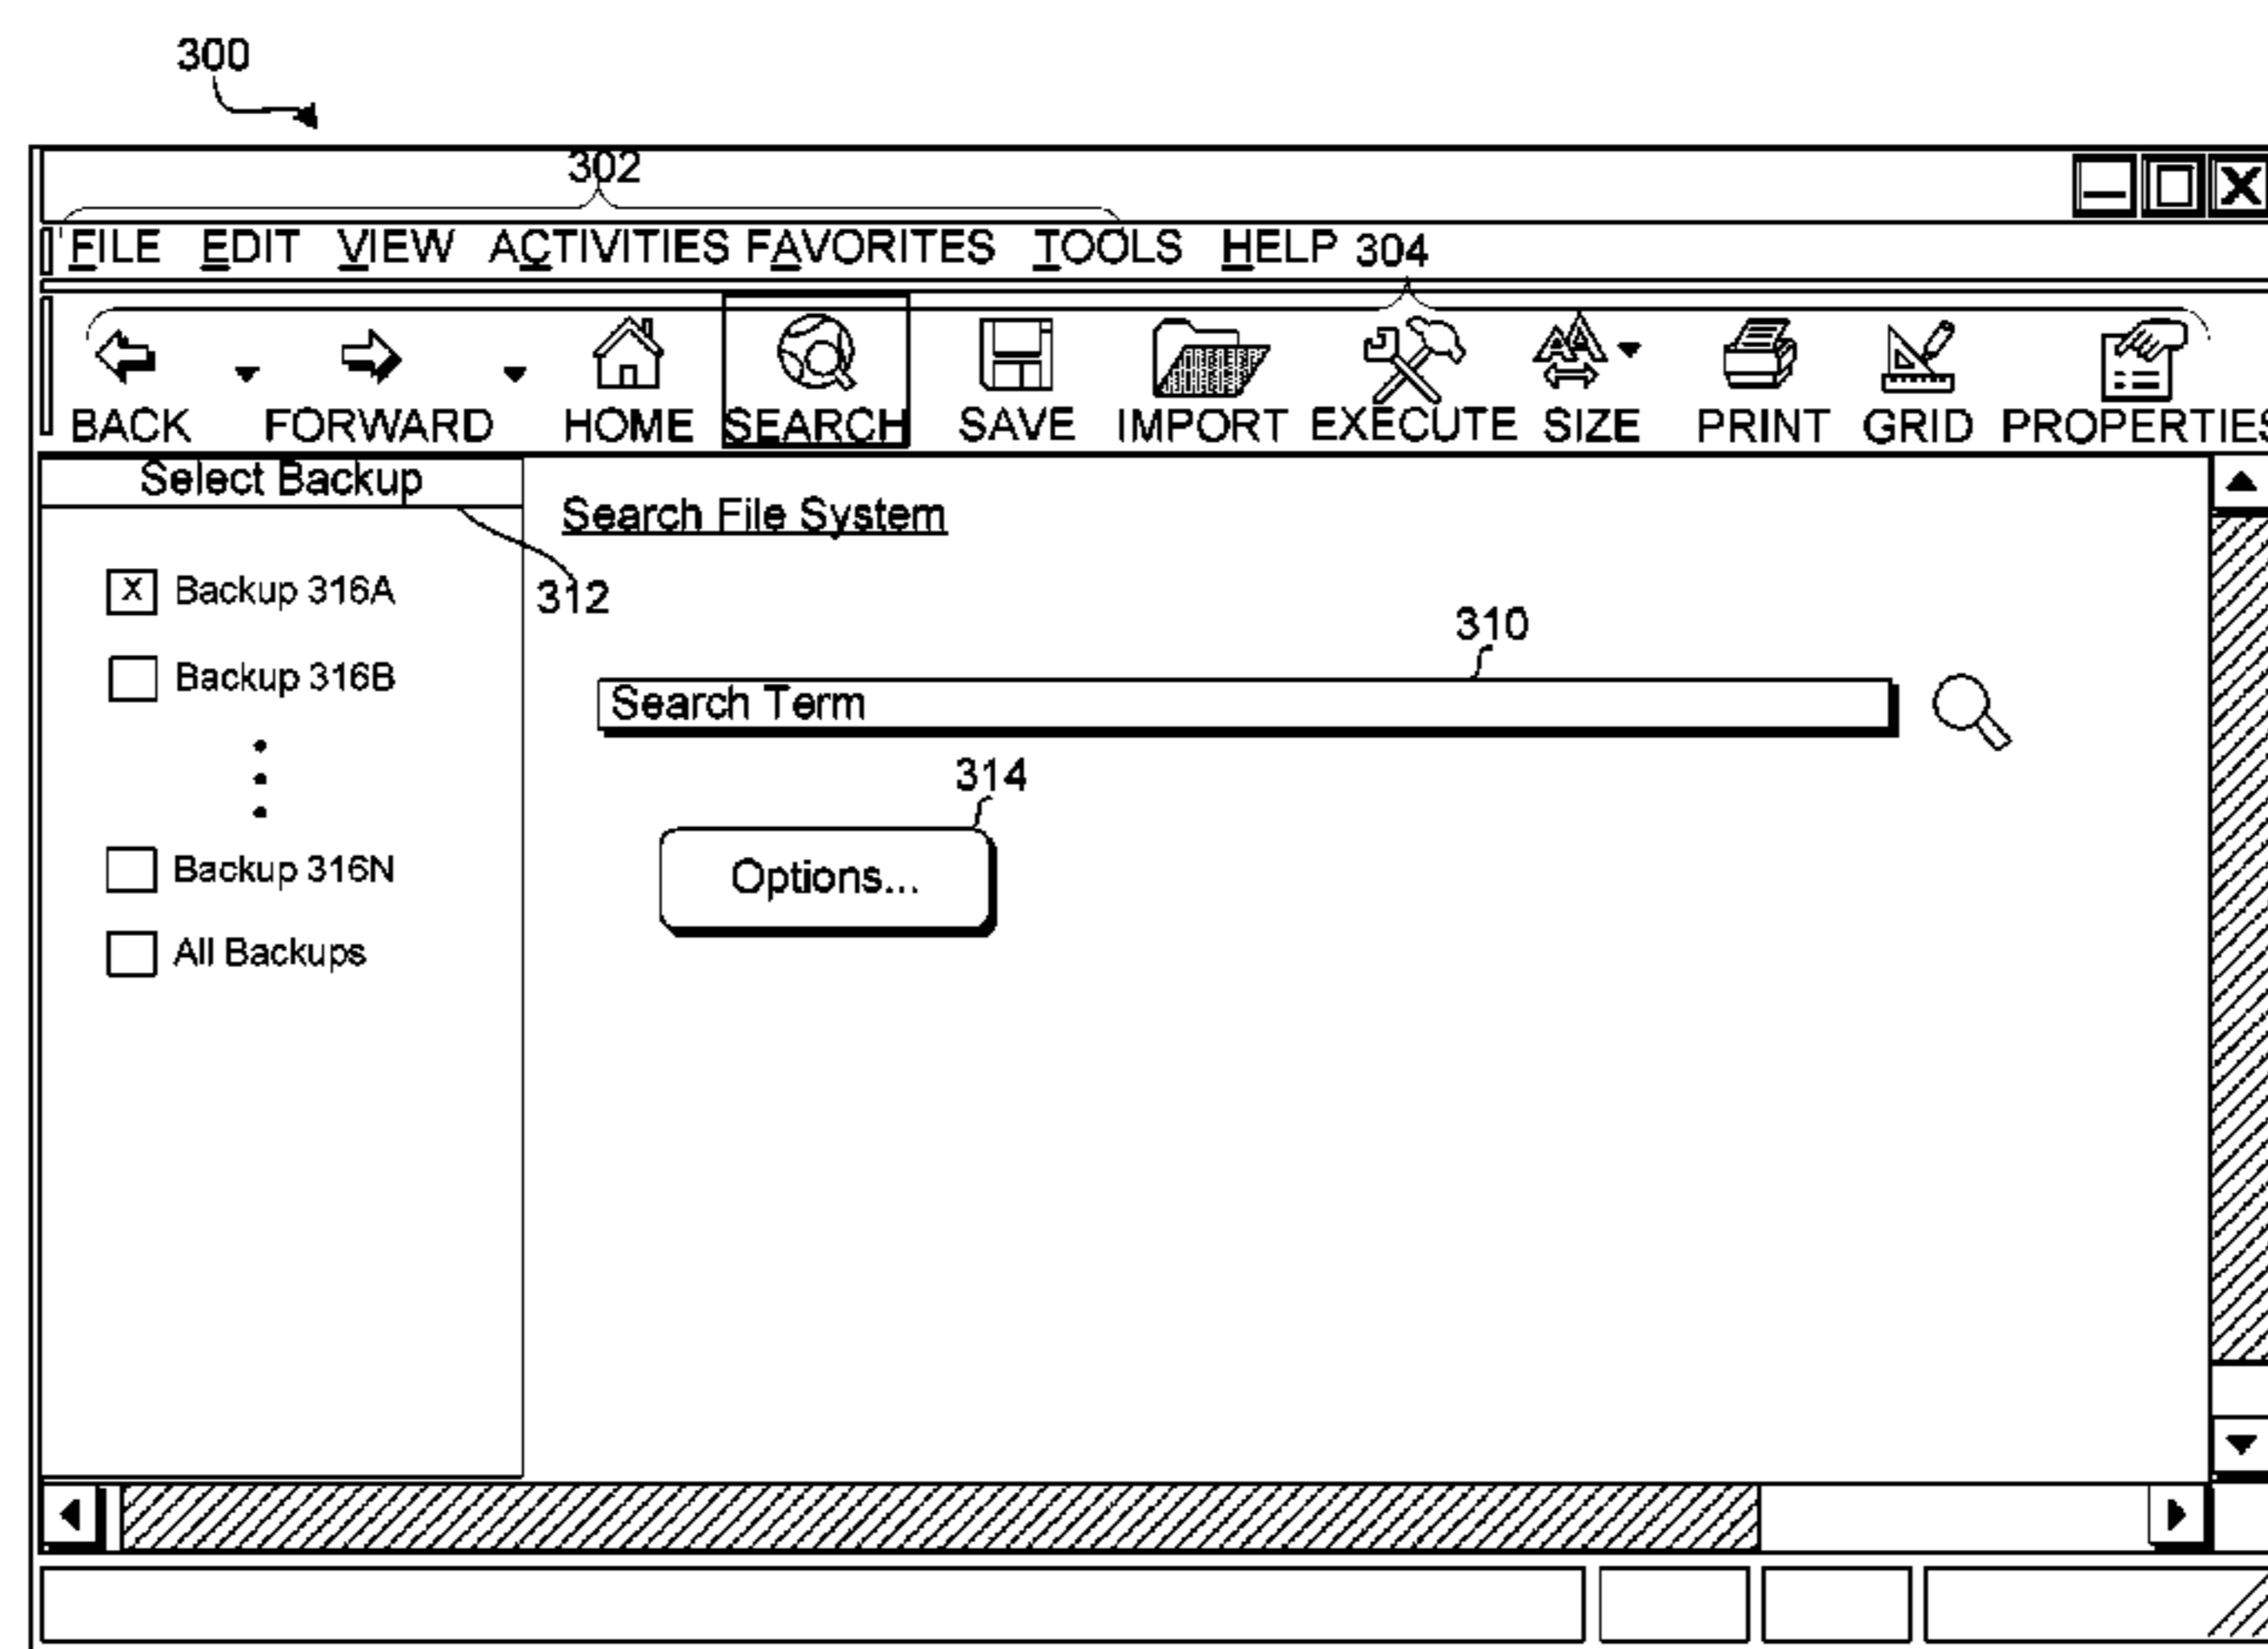 300
302
FILE EDIT VIEW ACTIVITIES FAVORITES TOOLS HELP 304
BACK FORWARD HOME SEARCH SAVE IMPORT EXECUTE SIZE PRINT GRID PROPERTIES
Select Backup
Search File System
X Backup 316A
312
310
Backup 316B
Search Term
314
Backup 316N
Options...
All Backups